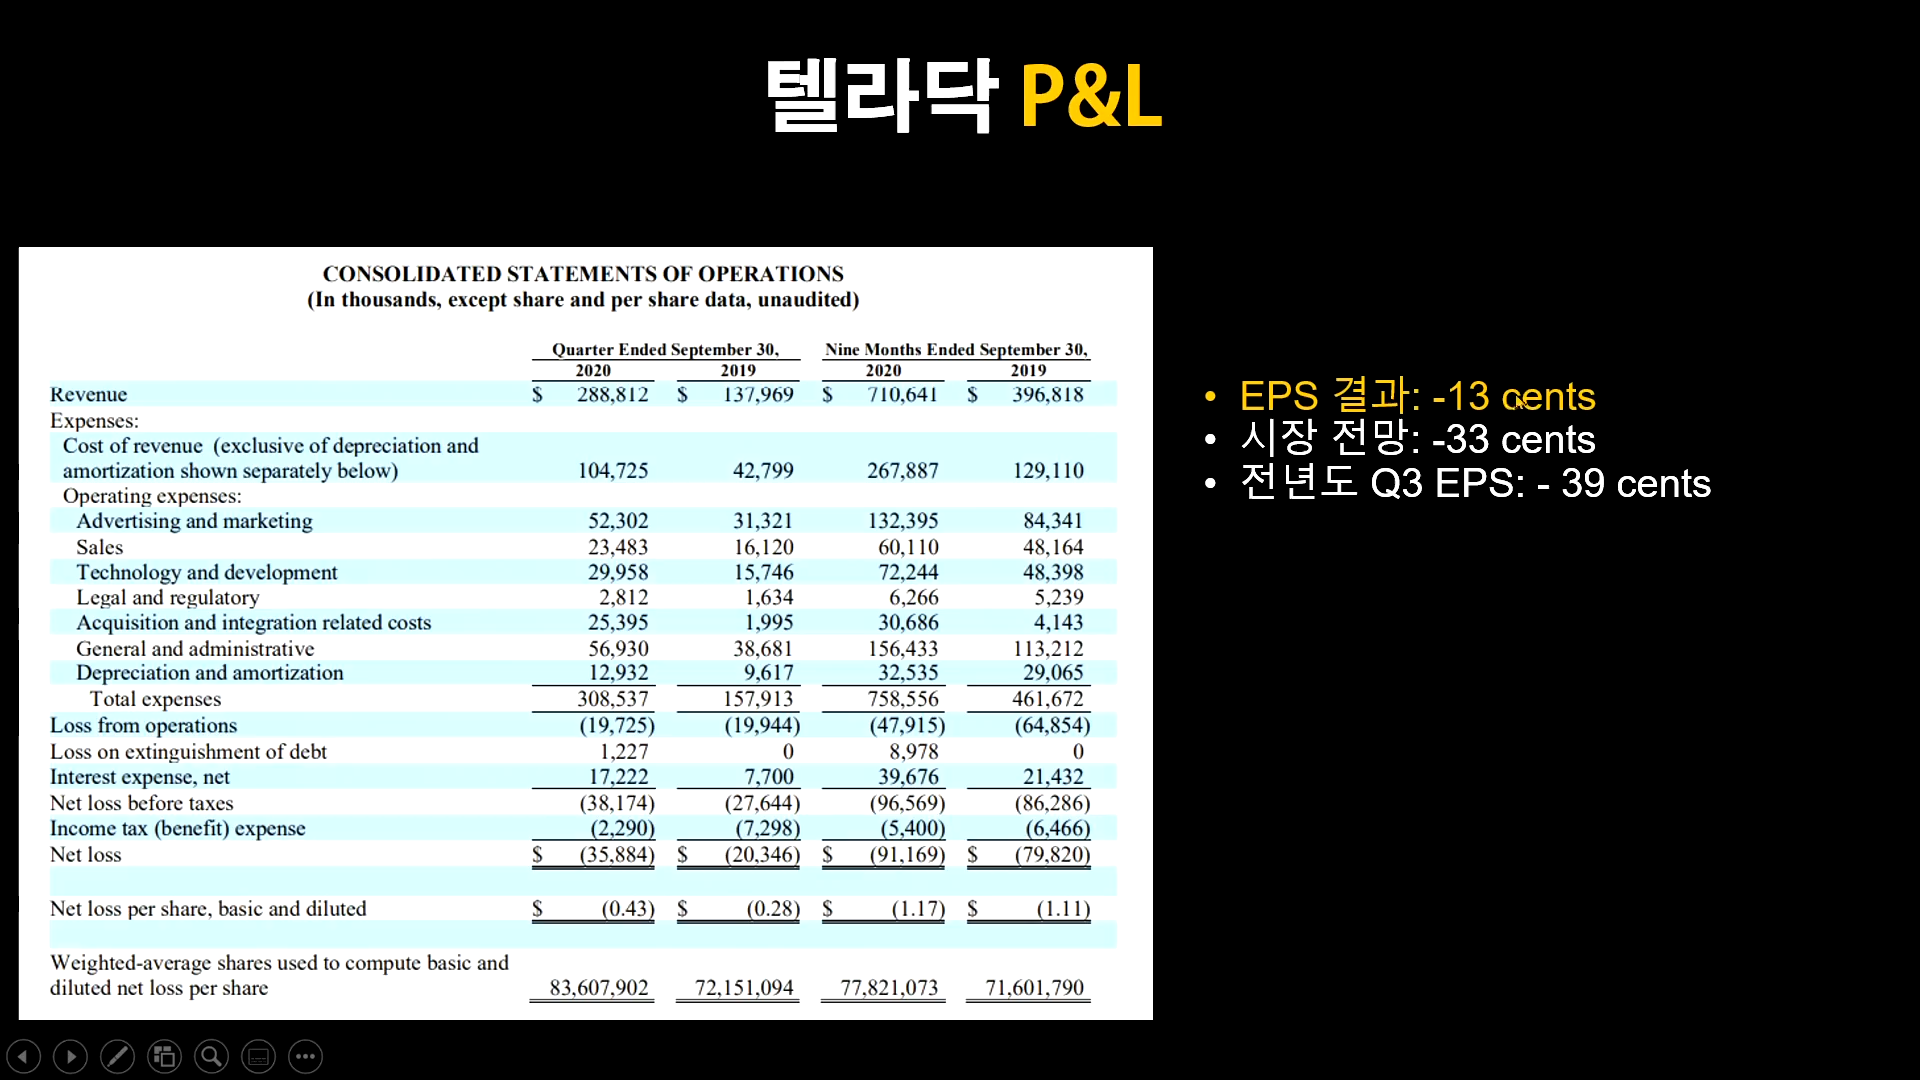 텔라닥 P&L
CONSOLIDATED STATEMENTS OF OPERATIONS
(In thousands, except share and per share data, unaudited)
Quarter Ended September 30, Nine Months Ended September 30,
2020 2019 2020 2019
Revenue $ 288,812 $ 137,969 $ 710,641 $ 396,818
Expenses:
Cost of revenue (exclusive of depreciation and
amortization shown separately below) 104,725 42,799 267,887 129,110
Operating expenses:
Advertising and marketing 52,302 31,321 132,395 84,341
Sales 23,483 16,120 60,110 48,164
Technology and development 29,958 15,746 72,244 48,398
Legal and regulatory 2,812 1,634 6,266 5,239
Acquisition and integration related costs 25,395 1,995 30,686 4,143
General and administrative 56,930 38,681 156,433 113,212
Depreciation and amortization 12,932 9,617 32,535 29,065
Total expenses 308,537 157,913 758,556 461,672
Loss from operations (19,725) (19,944) (47,915) (64,854)
Loss on extinguishment of debt 1,227 0 8,978 0
Interest expense, net 17,222 7,700 39,676 21,432
Net loss before taxes (38,174) (27,644) (96,569) (86,286)
Income tax (benefit) expense (2,290) (7,298) (5,400) (6,466)
Net loss $ (35,884) $ (20,346) $ (91,169) $ (79,820)
Net loss per share, basic and diluted $ (0.43) $ (0.28) $ (1.17) $ (1.11)
Weighted-average shares used to compute basic and
diluted net loss per share 83,607,902 72,151,094 77,821,073 71,601,790
• EPS 결과: -13 cents
• 시장 전망: -33 cents
• 전년도 Q3 EPS: - 39 cents